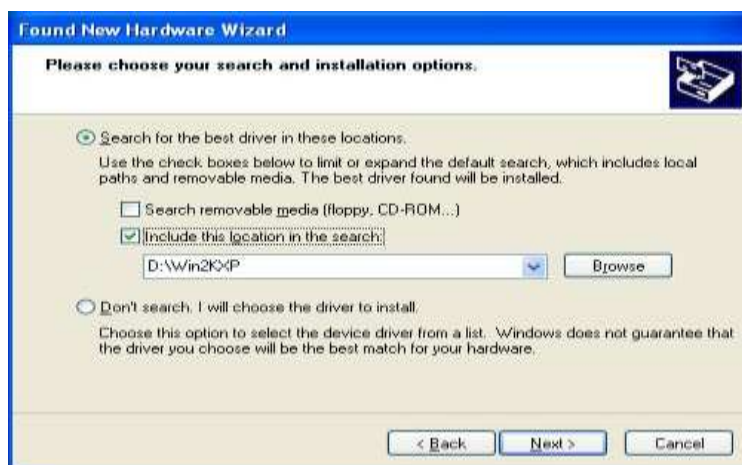 Found New Hardware Wizard
Please choose your search and installation options.
Search for the best driver in these locations.
Use the check boxes below to limit or expand the default search, which includes local
paths and removable media. The best driver found will be installed.
Search removable media (floppy, CD-ROM...)
Include this location in the search:
D:\Win2KXP
Browse
Don't search. I will choose the driver to install.
Choose this option to select the device driver from a list. Windows does not guarantee that
the driver you choose will be the best match for your hardware.
< Back
Next >
Cancel